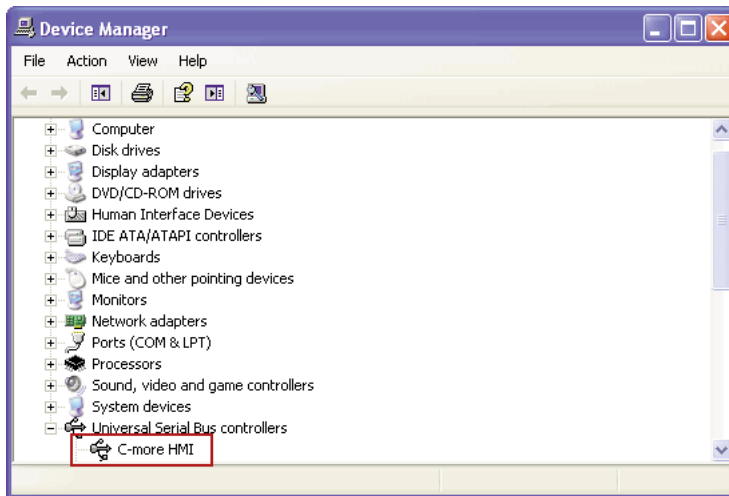 Device Manager
File Action View Help
Computer
Disk drives
Display adapters
DVD/CD-ROM drives
Human Interface Devices
IDE ATA/ATAPI controllers
Keyboards
Mice and other pointing devices
Monitors
Network adapters
Ports (COM & LPT)
Processors
Sound, video and game controllers
System devices
Universal Serial Bus controllers
C-more HMI